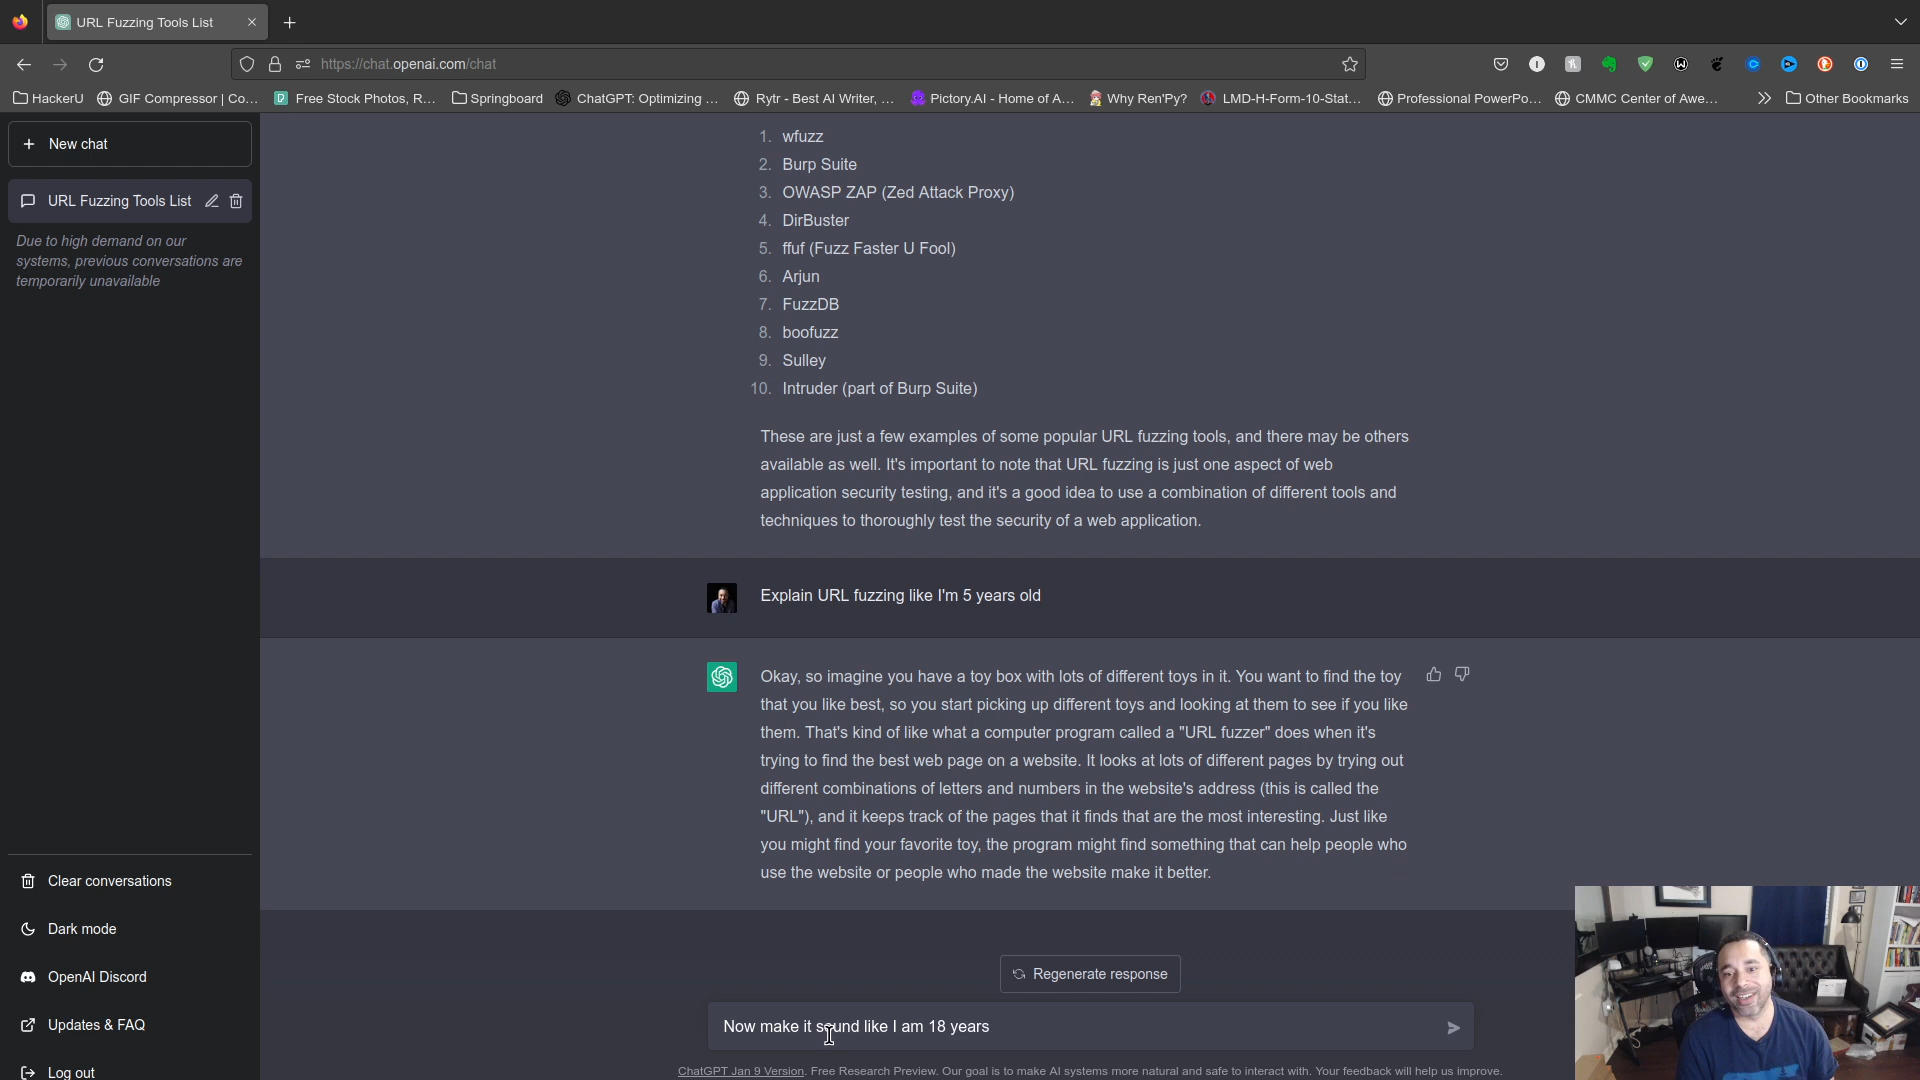 URL Fuzzing Tools List
https://chat.openai.com/chat
HackerU
GIF Compressor | Co...
Free Stock Photos, R...
Springboard
ChatGPT: Optimizing ...
Rytr - Best AI Writer, ...
Pictory.AI - Home of A...
Why Ren'Py?
LMD-H-Form-10-Stat...
Professional PowerPo...
CMMC Center of Awe...
Other Bookmarks
New chat
URL Fuzzing Tools List
Due to high demand on our
systems, previous conversations are
temporarily unavailable
1. wfuzz
2. Burp Suite
3. OWASP ZAP (Zed Attack Proxy)
4. DirBuster
5. ffuf (Fuzz Faster U Fool)
6. Arjun
7. FuzzDB
8. boofuzz
9. Sulley
10. Intruder (part of Burp Suite)
These are just a few examples of some popular URL fuzzing tools, and there may be others
available as well. It's important to note that URL fuzzing is just one aspect of web
application security testing, and it's a good idea to use a combination of different tools and
techniques to thoroughly test the security of a web application.
Explain URL fuzzing like I'm 5 years old
Okay, so imagine you have a toy box with lots of different toys in it. You want to find the toy
that you like best, so you start picking up different toys and looking at them to see if you like
them. That's kind of like what a computer program called a "URL fuzzer" does when it's
trying to find the best web page on a website. It looks at lots of different pages by trying out
different combinations of letters and numbers in the website's address (this is called the
"URL"), and it keeps track of the pages that it finds that are the most interesting. Just like
you might find your favorite toy, the program might find something that can help people who
use the website or people who made the website make it better.
Clear conversations
Dark mode
OpenAI Discord
Updates & FAQ
Log out
Regenerate response
Now make it sound like I am 18 years
ChatGPT Jan 9 Version. Free Research Preview. Our goal is to make AI systems more natural and safe to interact with. Your feedback will help us improve.